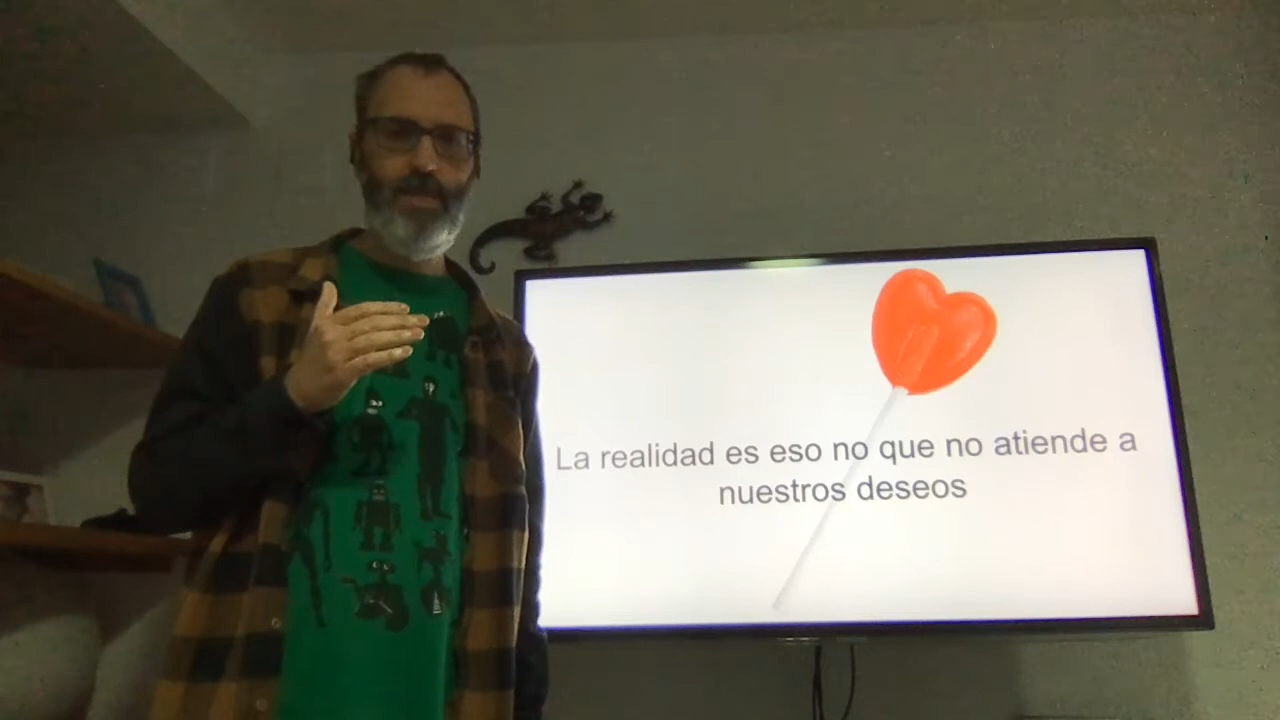 La realidad es eso no que no atiende a
nuestros deseos